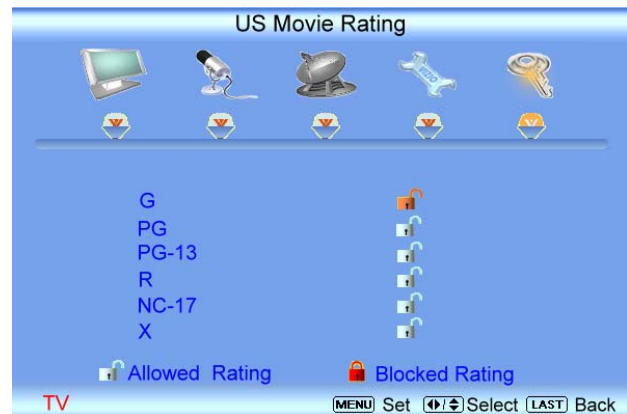 US Movie Rating
G
PG
PG-13
R
NC-17
X
Allowed Rating Blocked Rating
TV MENU Set Select LAST Back